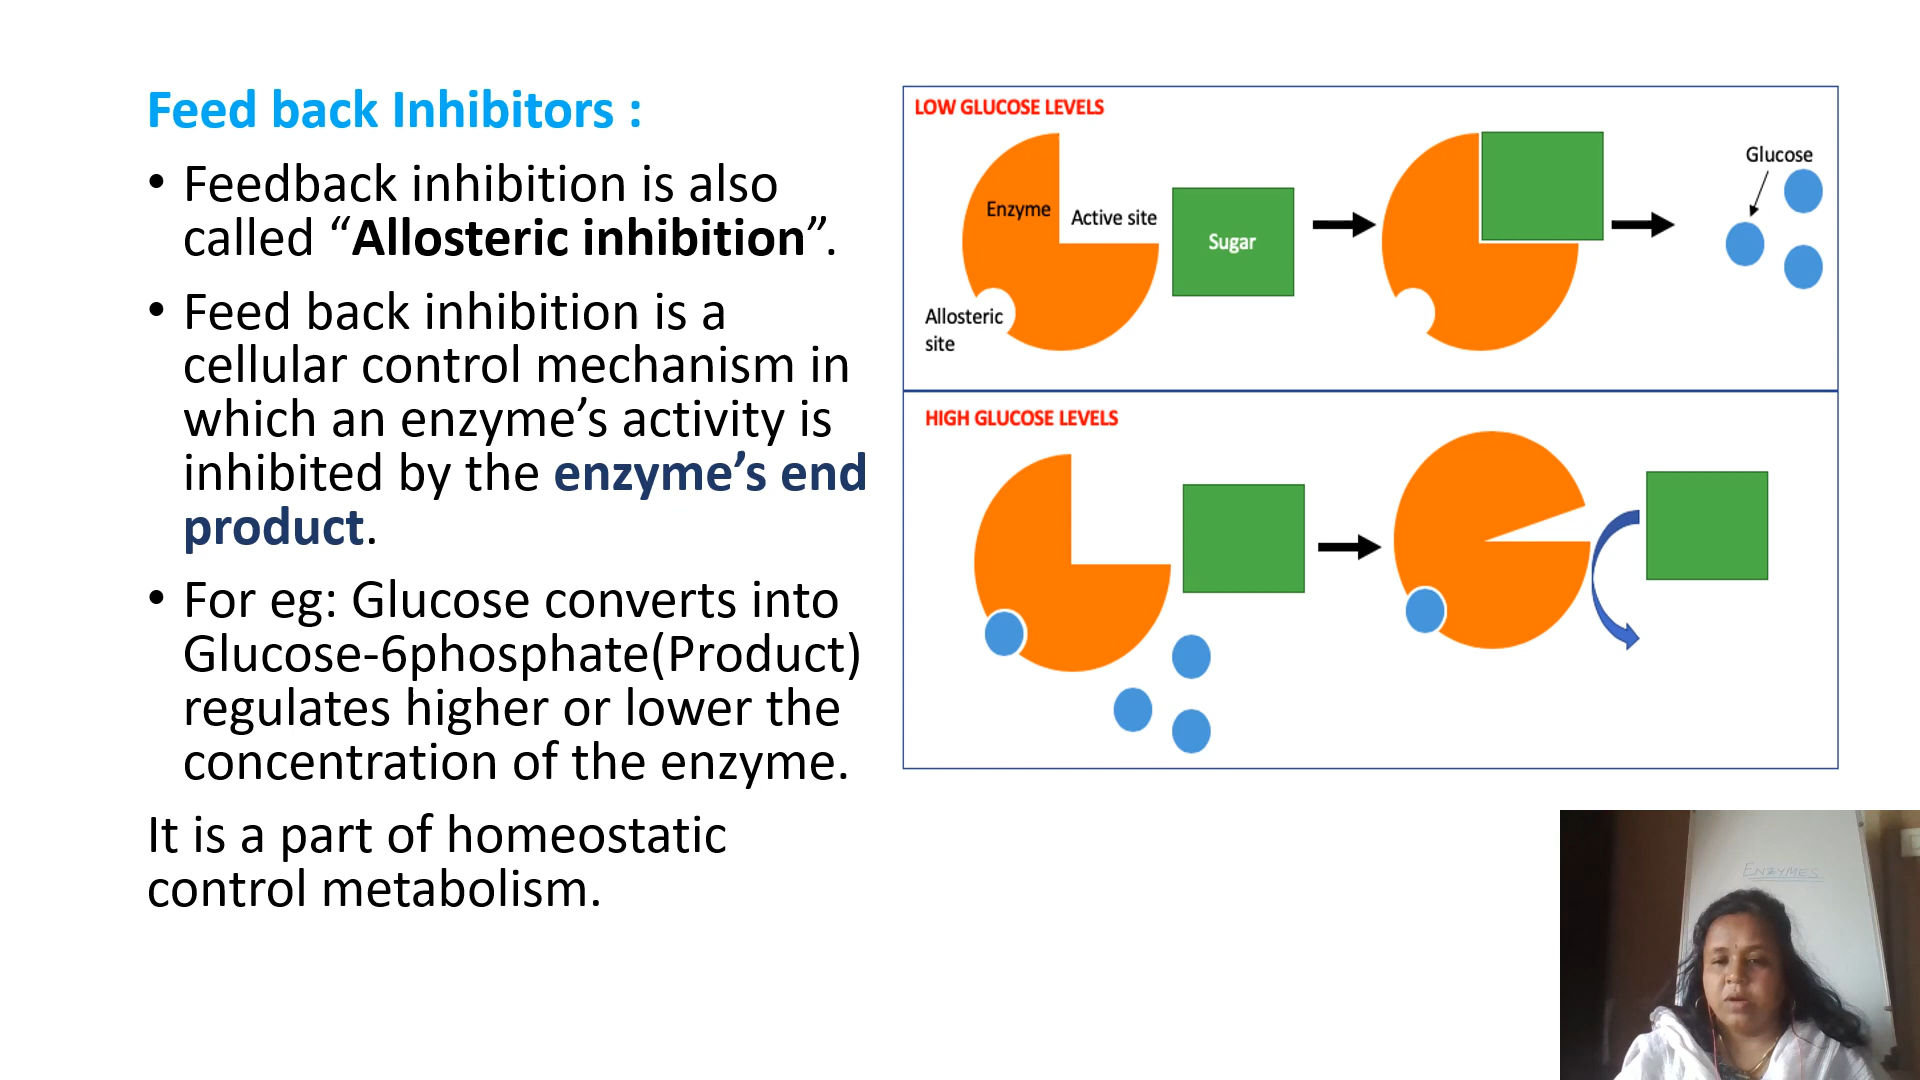 Feed back Inhibitors :
• Feedback inhibition is also
called “Allosteric inhibition”.
• Feed back inhibition is a
cellular control mechanism in
which an enzyme’s activity is
inhibited by the enzyme’s end
product.
• For eg: Glucose converts into
Glucose-6phosphate(Product)
regulates higher or lower the
concentration of the enzyme.
It is a part of homeostatic
control metabolism.
LOW GLUCOSE LEVELS
Enzyme
Active site
Sugar
Glucose
Allosteric
site
HIGH GLUCOSE LEVELS
ENZYMES